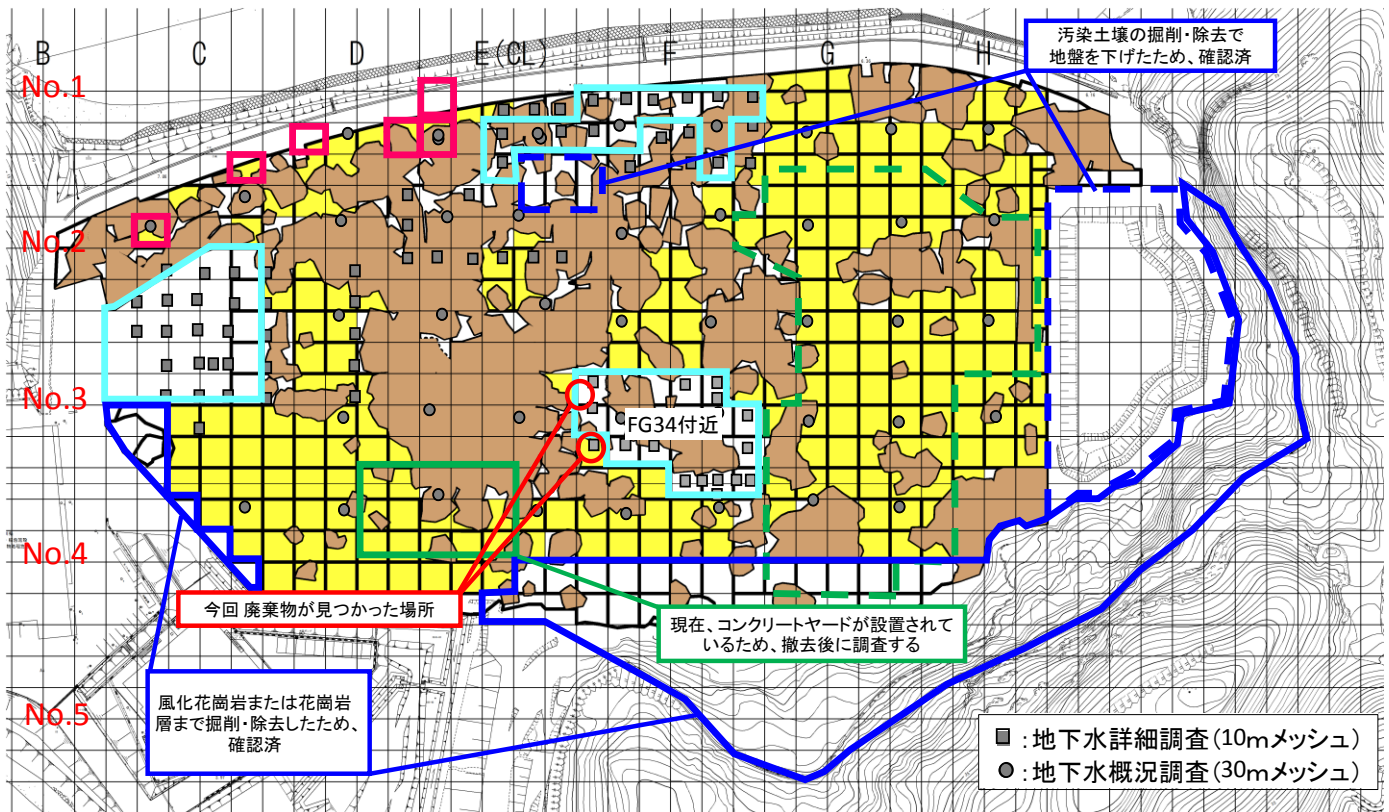 B
C
D
E(CL)
F
G
H
汚染土壌の掘削・除去で
地盤を下げたため、確認済
No.1
No.2
No.3
FG34付近
No.4
今回 廃棄物が見つかった場所
現在、コンクリートヤードが設置されて
いるため、撤去後に調査する
風化花崗岩または花崗岩
層まで掘削・除去したため、
確認済
No.5
:地下水詳細調査(10mメッシュ)
:地下水概況調査(30mメッシュ)